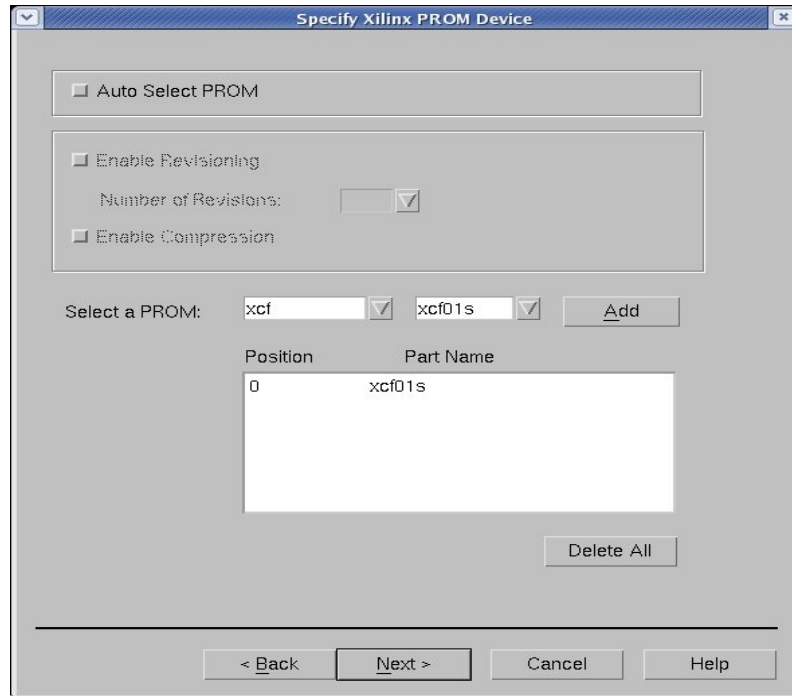 Specify Xilinx PROM Device
Auto Select PROM
Enable Revisioning
Number of Revisions:
Enable Compression
Select a PROM: xcf xcf01s Add
Position Part Name
0 xcf01s
Delete All
< Back Next > Cancel Help